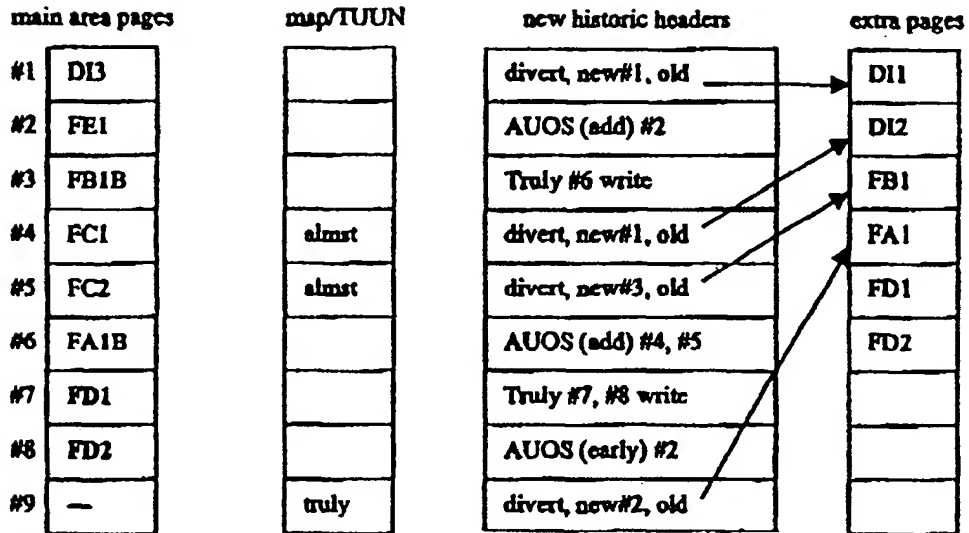 main area pages map/TUUN new historic headers extra pages
#1 DI3 divert, new#1, old DI1
#2 FE1 AUOS (add) #2 DI2
#3 FB1B Truly #6 write FB1
#4 FC1 almst divert, new#1, old FA1
#5 FC2 almst divert, new#3, old FD1
#6 FA1B AUOS (add) #4, #5 FD2
#7 FD1 Truly #7, #8 write
#8 FD2 AUOS (early) #2
#9 — truly divert, new#2, old